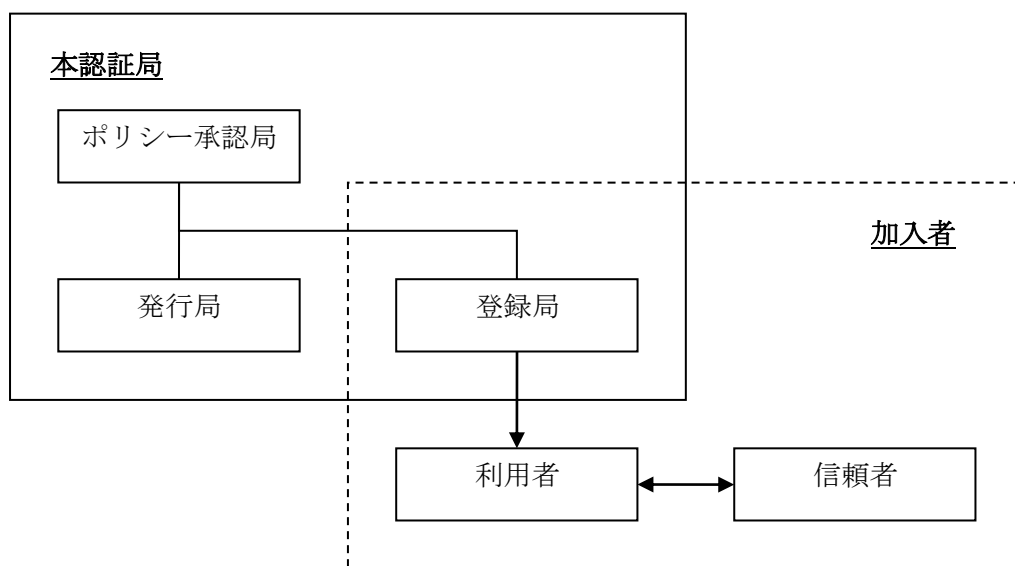 本認証局
ポリシー承認局
加入者
発行局
登録局
利用者
信頼者